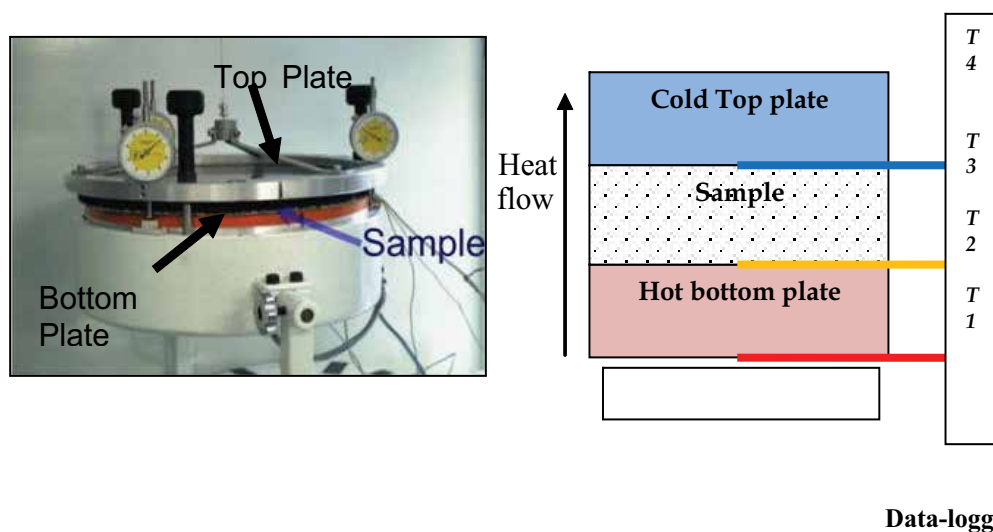 Top Plate
Sample
Bottom
Plate
Heat
flow
Cold Top plate
Sample
Hot bottom plate
T
4
T
3
T
2
T
1
Data-logg